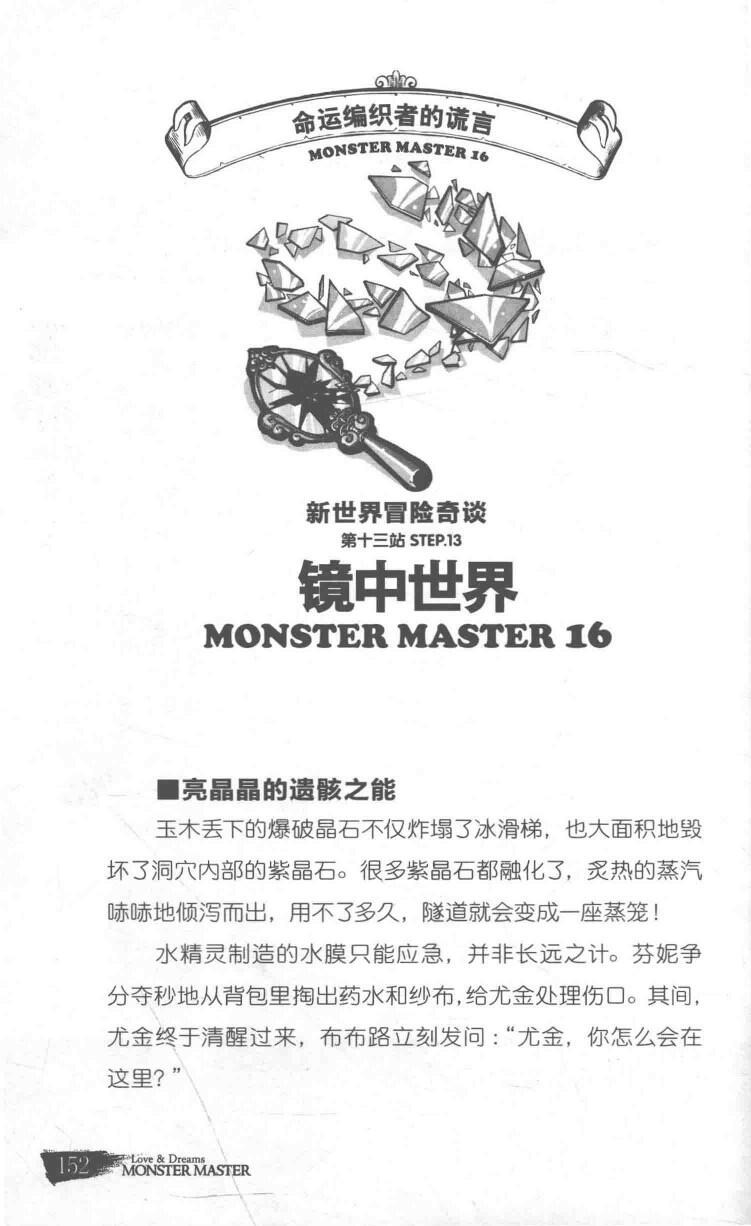 命运编织者的谎言
MONSTER MASTER 16
新世界冒险奇谈
第十三站 STEP.13
镜中世界
MONSTER MASTER 16
■亮晶晶的遗骸之能
玉木丢下的爆破晶石不仅炸塌了冰滑梯，也大面积地毁
坏了洞穴内部的紫晶石。很多紫晶石都融化了，炙热的蒸汽
哧哧地倾泻而出，用不了多久，隧道就会变成一座蒸笼！
水精灵制造的水膜只能应急，并非长远之计。芬妮争
分夺秒地从背包里掏出药水和纱布，给尤金处理伤口。其间，
尤金终于清醒过来，布布路立刻发问：“尤金，你怎么会在
这里？”
152
Love & Dreams
MONSTER MASTER